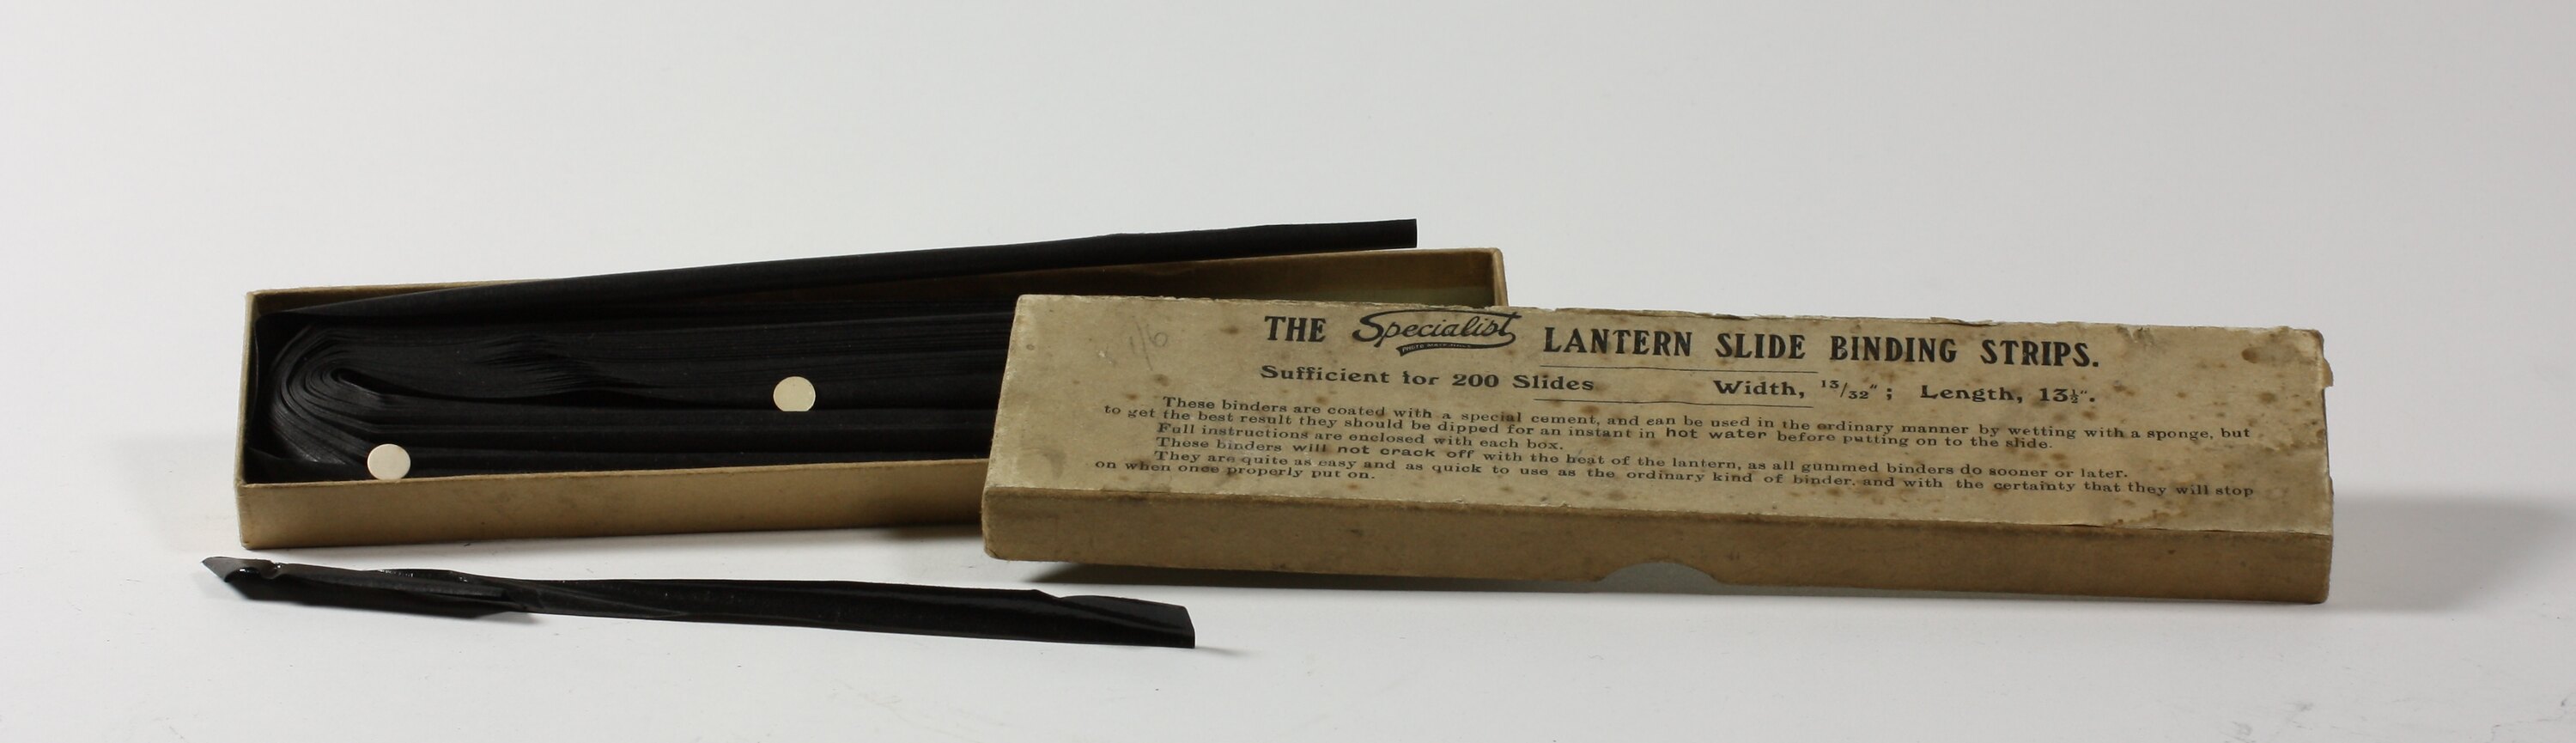 1/6
THE Specialist LANTERN SLIDE BINDING STRIPS.
Sufficient for 200 Slides Width, 13/32"; Length, 13½".
These binders are coated with a special cement, and can be used in the ordinary manner by wetting with a sponge, but
to get the best result they should be dipped for an instant in hot water before putting on to the slide.
Full instructions are enclosed with each box.
These binders will not crack off with the heat of the lantern, as all gummed binders do sooner or later.
They are quite as easy and as quick to use as the ordinary kind of binder, and with the certainty that they will stop
on when once properly put on.